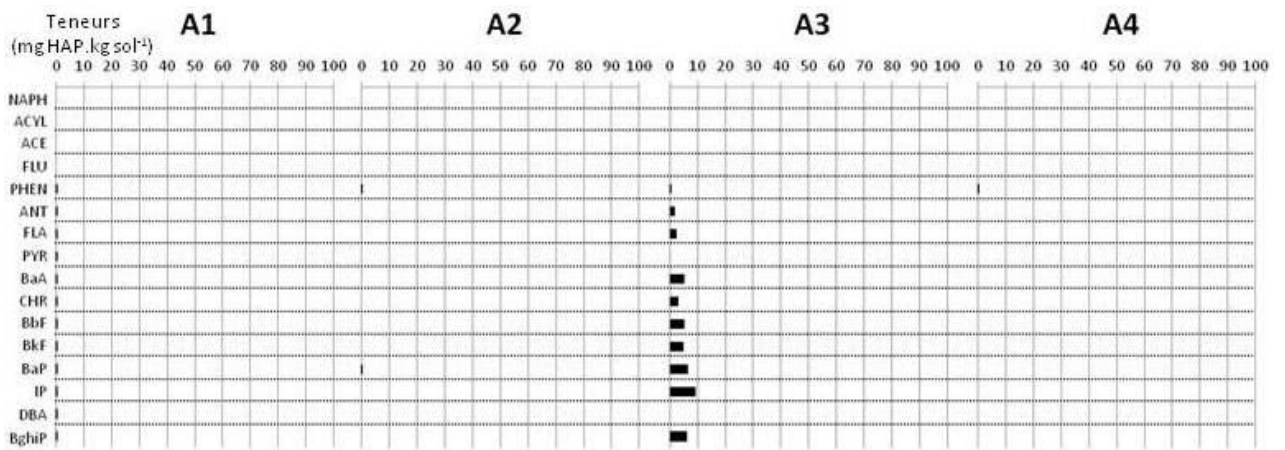 Teneurs
(mg HAP.kg sol⁻¹)
A1 A2 A3 A4
0 10 20 30 40 50 60 70 80 90 100 0 10 20 30 40 50 60 70 80 90 100 0 10 20 30 40 50 60 70 80 90 100 0 10 20 30 40 50 60 70 80 90 100
NAPH
ACYL
ACE
FLU
PHEN
ANT
FLA
PYR
BaA
CHR
BbF
BkF
BaP
IP
DBA
BghiP